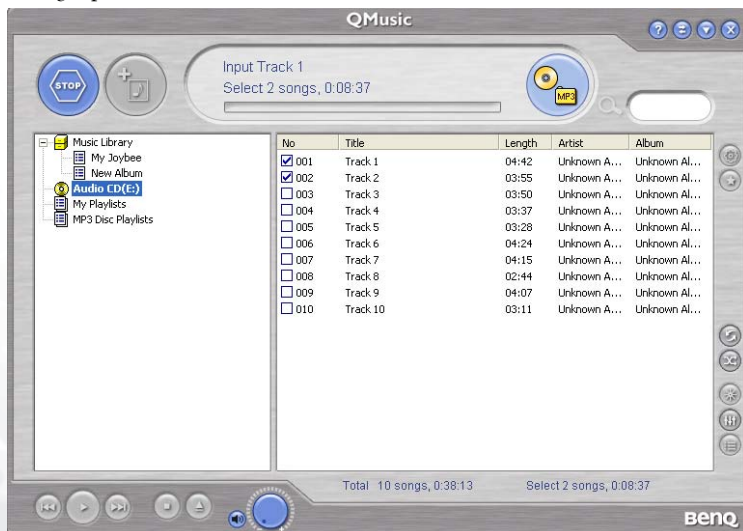 QMusic
STOP
Input Track 1
Select 2 songs, 0:08:37
MP3
Music Library
My Joybee
New Album
Audio CD(E:)
My Playlists
MP3 Disc Playlists
No Title Length Artist Album
001 Track 1 04:42 Unknown A... Unknown Al...
002 Track 2 03:55 Unknown A... Unknown Al...
003 Track 3 03:50 Unknown A... Unknown Al...
004 Track 4 03:37 Unknown A... Unknown Al...
005 Track 5 03:28 Unknown A... Unknown Al...
006 Track 6 04:24 Unknown A... Unknown Al...
007 Track 7 04:15 Unknown A... Unknown Al...
008 Track 8 02:44 Unknown A... Unknown Al...
009 Track 9 04:07 Unknown A... Unknown Al...
010 Track 10 03:11 Unknown A... Unknown Al...
Total 10 songs, 0:38:13 Select 2 songs, 0:08:37
BenQ